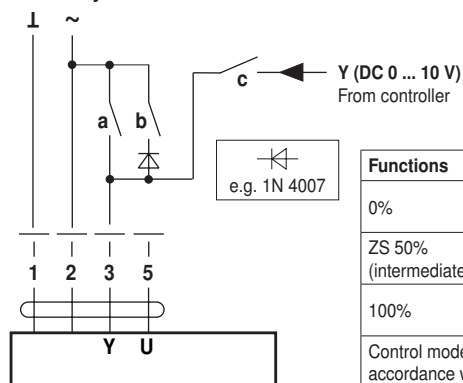 ⊥ ~
a b
c
Y (DC 0 ... 10 V)
From controller
e.g. 1N 4007
Functions
0%
ZS 50%
(intermediate
100%
Control mode
accordance
1 2 3 5
Y U